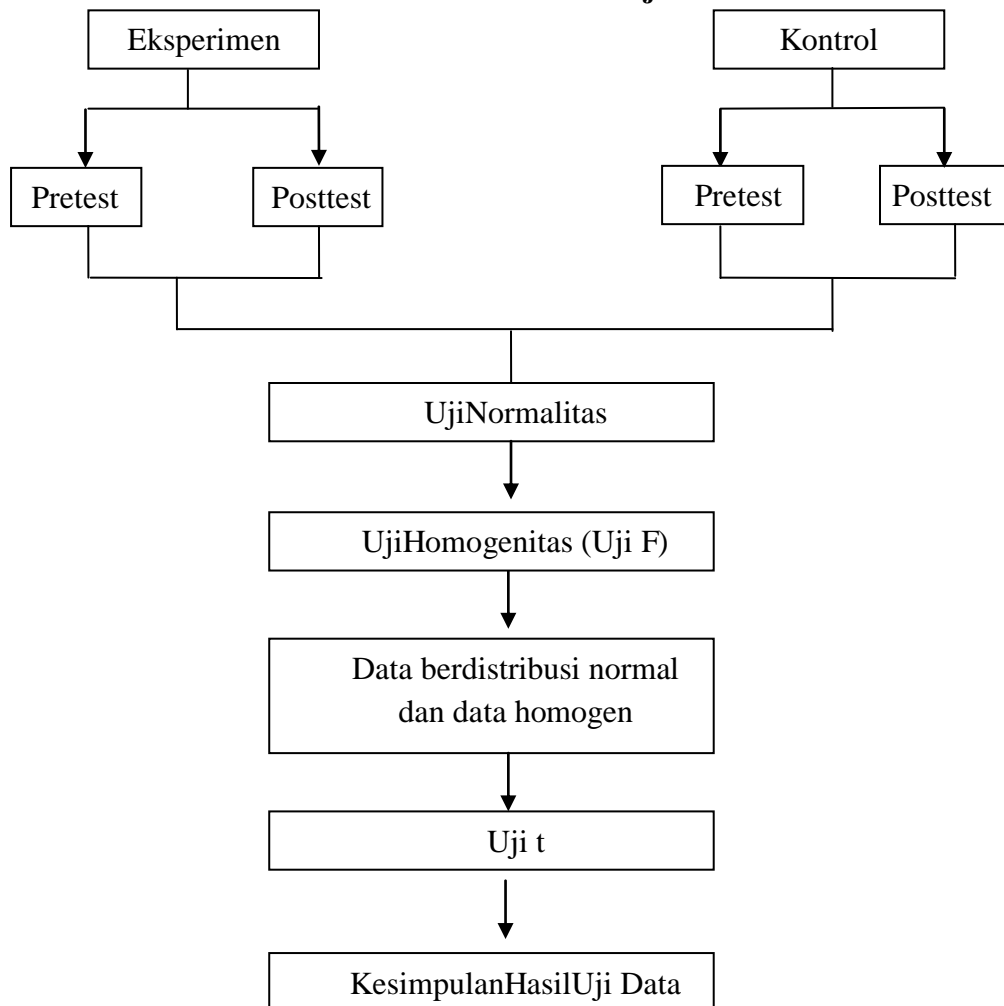 Eksperimen
Kontrol
Pretest
Posttest
Pretest
Posttest
UjiNormalitas
UjiHomogenitas (Uji F)
Data berdistribusi normal
dan data homogen
Uji t
KesimpulanHasilUji Data